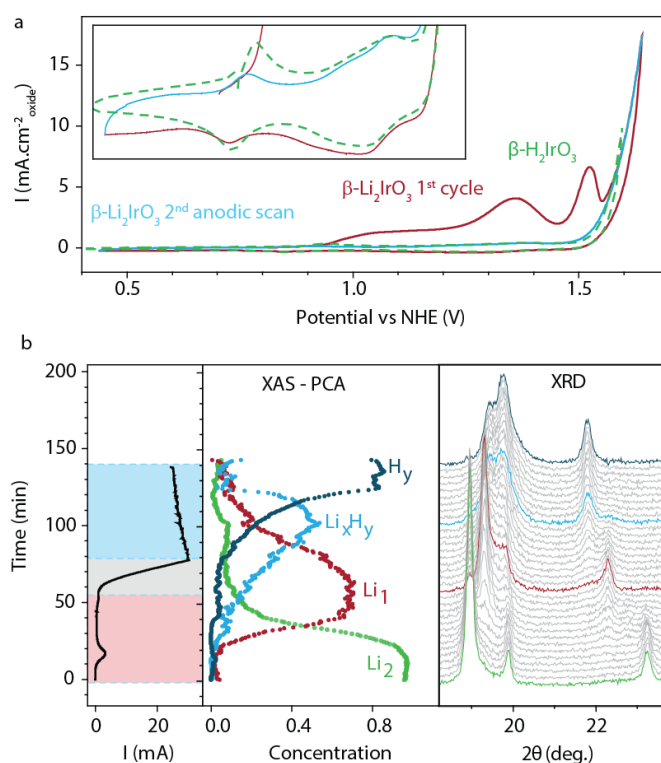 a
I (mA.cm⁻²oxide)
15
10
5
0
β-H₂IrO₃
β-Li₂IrO₃ 1ˢᵗ cycle
β-Li₂IrO₃ 2ⁿᵈ anodic scan
0.5
1.0
1.5
Potential vs NHE (V)
b
Time (min)
200
150
100
50
0
0
20
I (mA)
XAS - PCA
Hy
LixHy
Li₁
Li₂
0.0
0.4
0.8
Concentration
XRD
20
22
2θ (deg.)